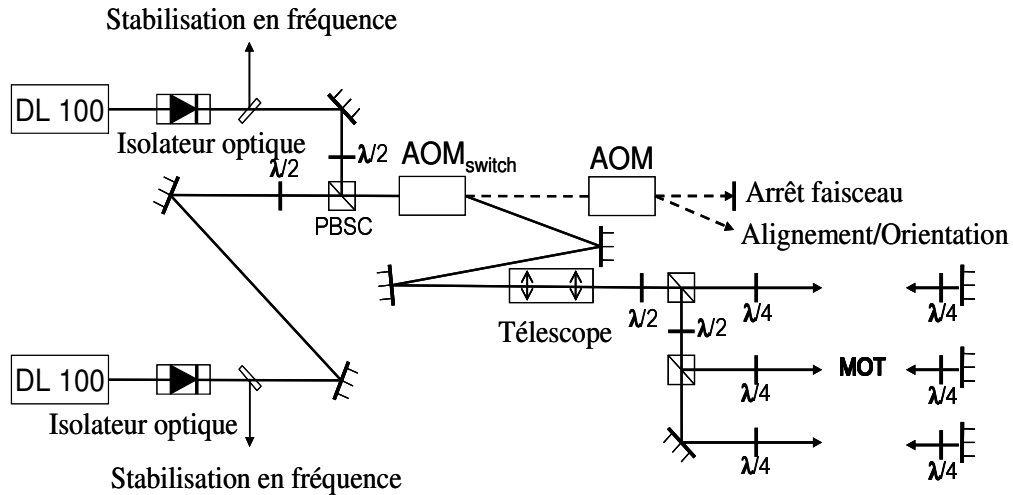 Stabilisation en fréquence
DL 100
Isolateur optique
λ/2
λ/2
PBSC
AOMswitch
AOM
Arrêt faisceau
Alignement/Orientation
Télescope
λ/2
λ/2
λ/4
λ/4
λ/4
MOT
λ/4
λ/4
λ/4
DL 100
Isolateur optique
Stabilisation en fréquence